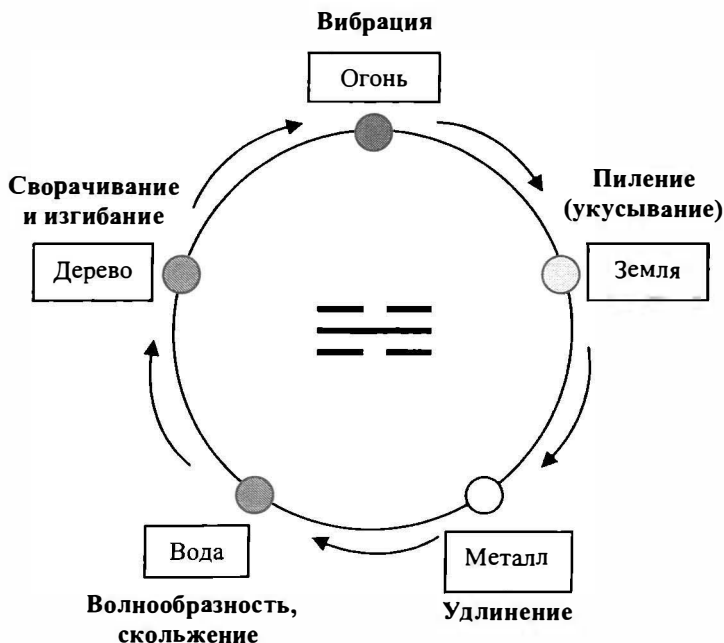 Вибрация
Огонь
Сворачивание
и изгибание
Дерево
Пиление
(укусывание)
Земля
Вода
Волнообразность,
скольжение
Металл
Удлинение